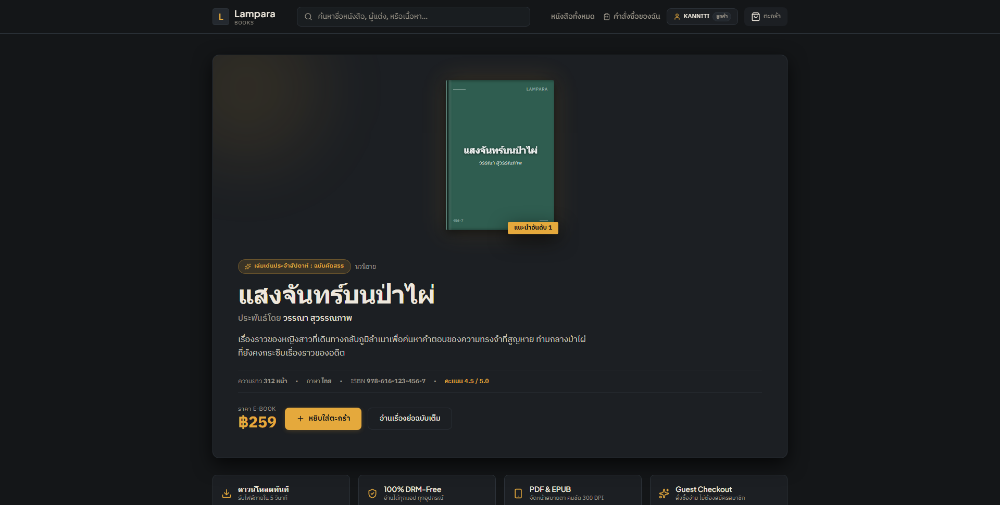 L
Lampara
BOOKS
ค้นหาชื่อหนังสือ, ผู้แต่ง, หรือเนื้อหา...
หนังสือทั้งหมด
คำสั่งซื้อของฉัน
KANNITI ลูกค้า
ตะกร้า
LAMPARA
แสงจันทร์บนป่าไผ่
วรรณา สุวรรณภาพ
456-7
แนะนำอันดับ 1
เล่มเด่นประจำสัปดาห์ : ฉบับคัดสรร นวนิยาย
แสงจันทร์บนป่าไผ่
ประพันธ์โดย วรรณา สุวรรณภาพ
เรื่องราวของหญิงสาวที่เดินทางกลับภูมิลำเนาเพื่อค้นหาคำตอบของความทรงจำที่สูญหาย ท่ามกลางป่าไผ่
ที่ยังคงกระซิบเรื่องราวของอดีต
ความยาว 312 หน้า • ภาษา ไทย • ISBN 978-616-123-456-7 • คะแนน 4.5 / 5.0
ราคา E-BOOK
฿259
+ หยิบใส่ตะกร้า
อ่านเรื่องย่อฉบับเต็ม
ดาวน์โหลดทันที
รับไฟล์ภายใน 5 วินาที
100% DRM-Free
อ่านได้ทุกแอป ทุกอุปกรณ์
PDF & EPUB
จัดหน้าสบายตา คมชัด 300 DPI
Guest Checkout
สั่งซื้อง่าย ไม่ต้องสมัครสมาชิก